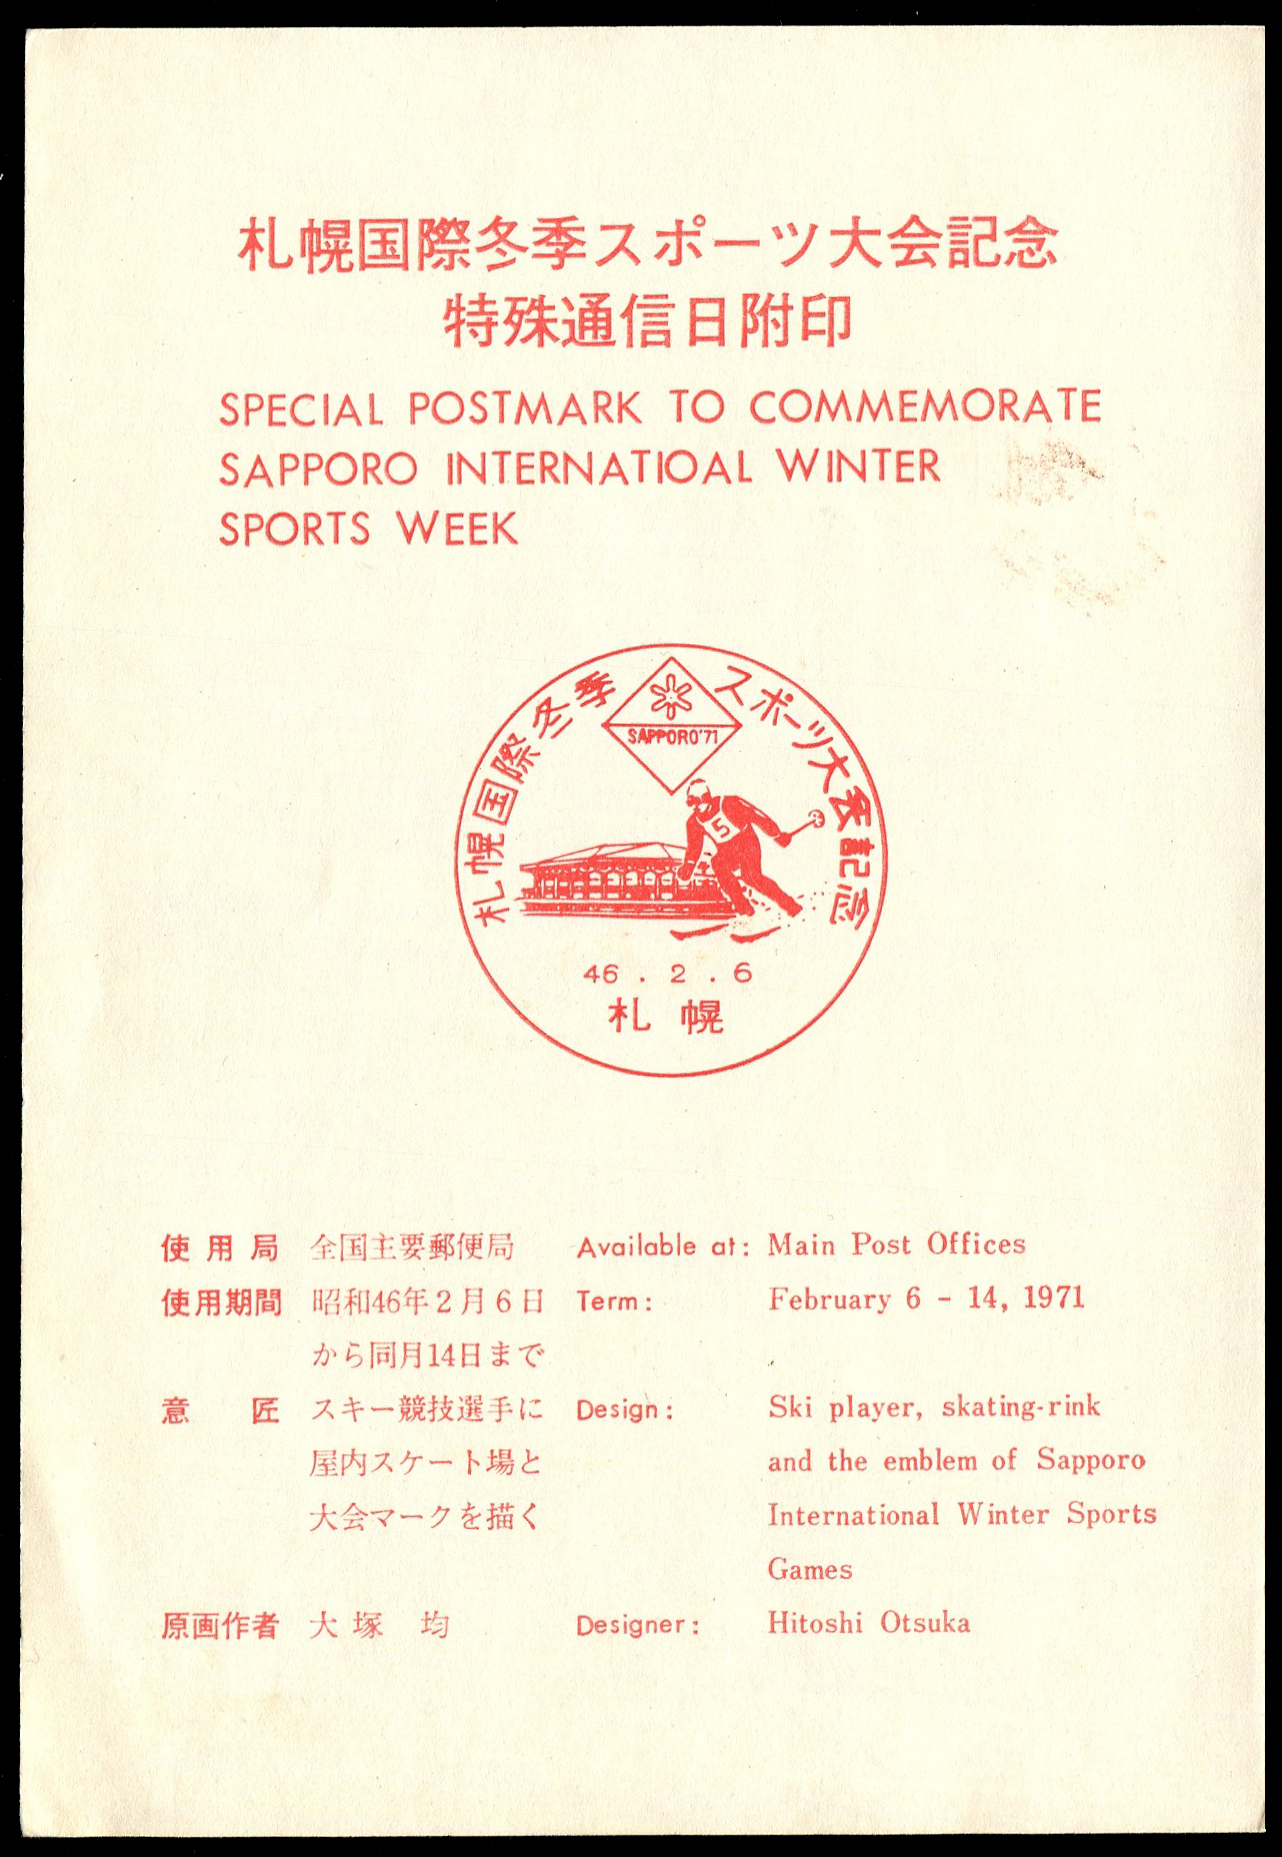 札幌国際冬季スポーツ大会記念
特殊通信日附印
SPECIAL POSTMARK TO COMMEMORATE
SAPPORO INTERNATIOAL WINTER
SPORTS WEEK
札幌国際冬季スポーツ大会記念
SAPPORO'71
5
46.2.6
札幌
使用局 全国主要郵便局 Available at: Main Post Offices
使用期間 昭和46年2月6日 Term: February 6 - 14, 1971
から同月14日まで
意匠 スキー競技選手に Design: Ski player, skating-rink
屋内スケート場と and the emblem of Sapporo
大会マークを描く International Winter Sports
Games
原画作者 大塚 均 Designer: Hitoshi Otsuka